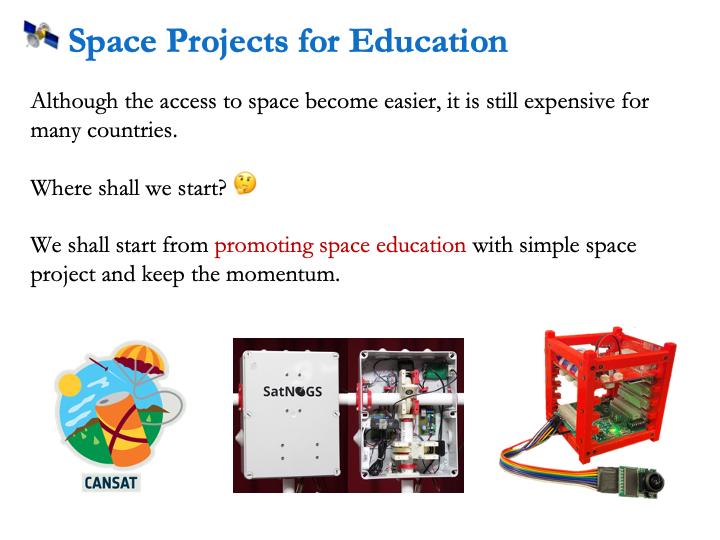 Space Projects for Education
Although the access to space become easier, it is still expensive for
many countries.
Where shall we start? 🤔
We shall start from promoting space education with simple space
project and keep the momentum.
SatNOGS
CANSAT